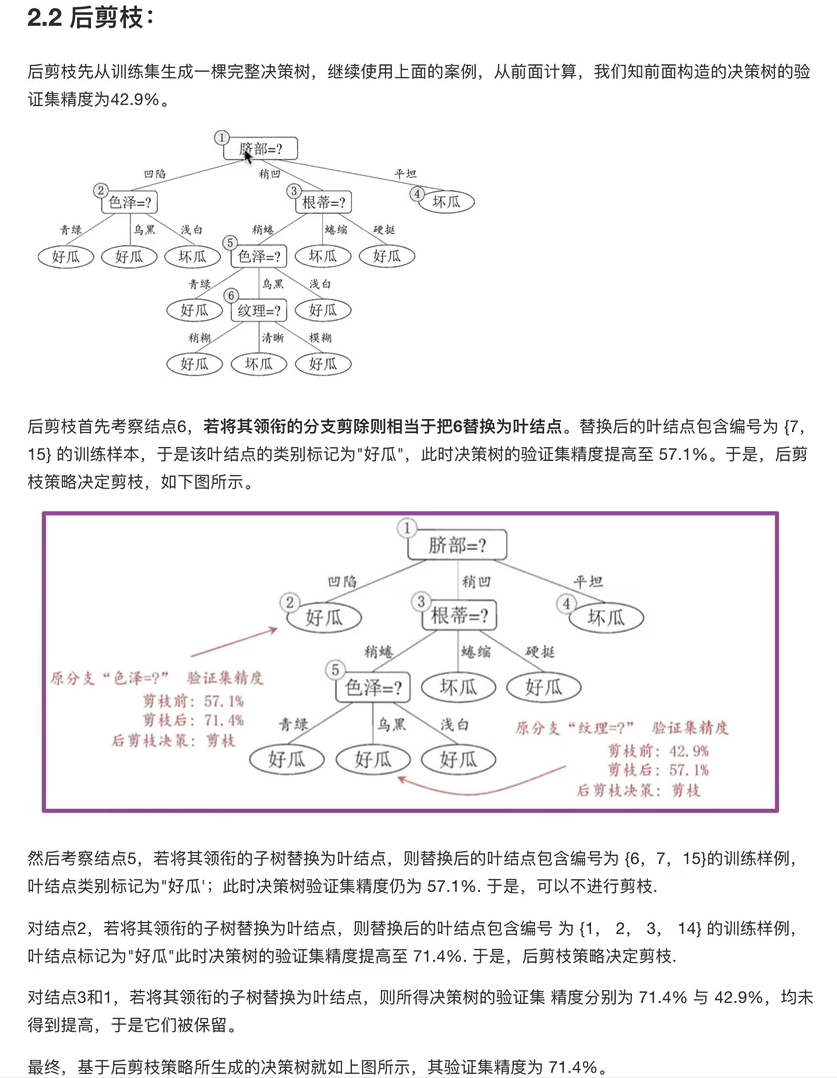 2.2 后剪枝：
后剪枝先从训练集生成一棵完整决策树，继续使用上面的案例，从前面计算，我们知前面构造的决策树的验
证集精度为42.9%。
① 脐部=?
凹陷 稍凹 平坦
② 色泽=? ③ 根蒂=? ④ 坏瓜
青绿 乌黑 浅白 稍蜷 蜷缩 硬挺
好瓜 好瓜 坏瓜 ⑤ 色泽=? 坏瓜 好瓜
青绿 乌黑 浅白
好瓜 ⑥ 纹理=? 好瓜
稍糊 清晰 模糊
好瓜 坏瓜 好瓜
后剪枝首先考察结点6，若将其领衔的分支剪除则相当于把6替换为叶结点。替换后的叶结点包含编号为 {7，
15} 的训练样本，于是该叶结点的类别标记为"好瓜"，此时决策树的验证集精度提高至 57.1%。于是，后剪
枝策略决定剪枝，如下图所示。
① 脐部=?
凹陷 稍凹 平坦
② 好瓜 ③ 根蒂=? ④ 坏瓜
稍蜷 蜷缩 硬挺
⑤ 色泽=? 坏瓜 好瓜
原分支“色泽=?” 验证集精度
剪枝前: 57.1%
剪枝后: 71.4%
后剪枝决策: 剪枝
青绿 乌黑 浅白
好瓜 好瓜 好瓜
原分支“纹理=?” 验证集精度
剪枝前: 42.9%
剪枝后: 57.1%
后剪枝决策: 剪枝
然后考察结点5，若将其领衔的子树替换为叶结点，则替换后的叶结点包含编号为 {6，7，15}的训练样例，
叶结点类别标记为"好瓜'；此时决策树验证集精度仍为 57.1%. 于是，可以不进行剪枝.
对结点2，若将其领衔的子树替换为叶结点，则替换后的叶结点包含编号 为 {1， 2， 3， 14} 的训练样例，
叶结点标记为"好瓜"此时决策树的验证集精度提高至 71.4%. 于是，后剪枝策略决定剪枝.
对结点3和1，若将其领衔的子树替换为叶结点，则所得决策树的验证集 精度分别为 71.4% 与 42.9%，均未
得到提高，于是它们被保留。
最终，基于后剪枝策略所生成的决策树就如上图所示，其验证集精度为 71.4%。